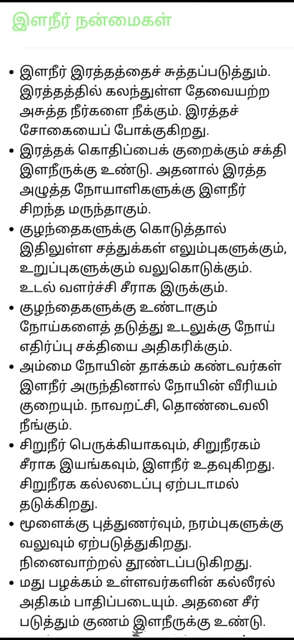 இளநீர் நன்மைகள்
• இளநீர் இரத்தத்தைச் சுத்தப்படுத்தும்.
இரத்தத்தில் கலந்துள்ள தேவையற்ற
அசுத்த நீர்களை நீக்கும். இரத்தச்
சோகையைப் போக்குகிறது.
• இரத்தக் கொதிப்பைக் குறைக்கும் சக்தி
இளநீருக்கு உண்டு. அதனால் இரத்த
அழுத்த நோயாளிகளுக்கு இளநீர்
சிறந்த மருந்தாகும்.
• குழந்தைகளுக்கு கொடுத்தால்
இதிலுள்ள சத்துக்கள் எலும்புகளுக்கும்,
உறுப்புகளுக்கும் வலுகொடுக்கும்.
உடல் வளர்ச்சி சீராக இருக்கும்.
• குழந்தைகளுக்கு உண்டாகும்
நோய்களைத் தடுத்து உடலுக்கு நோய்
எதிர்ப்பு சக்தியை அதிகரிக்கும்.
• அம்மை நோயின் தாக்கம் கண்டவர்கள்
இளநீர் அருந்தினால் நோயின் வீரியம்
குறையும். நாவறட்சி, தொண்டைவலி
நீங்கும்.
• சிறுநீர் பெருக்கியாகவும், சிறுநீரகம்
சீராக இயங்கவும், இளநீர் உதவுகிறது.
சிறுநீரக கல்லடைப்பு ஏற்படாமல்
தடுக்கிறது.
• மூளைக்கு புத்துணர்வும், நரம்புகளுக்கு
வலுவும் ஏற்படுத்துகிறது.
நினைவாற்றல் தூண்டப்படுகிறது.
• மது பழக்கம் உள்ளவர்களின் கல்லீரல்
அதிகம் பாதிப்படையும். அதனை சீர்
படுத்தும் குணம் இளநீருக்கு உண்டு.